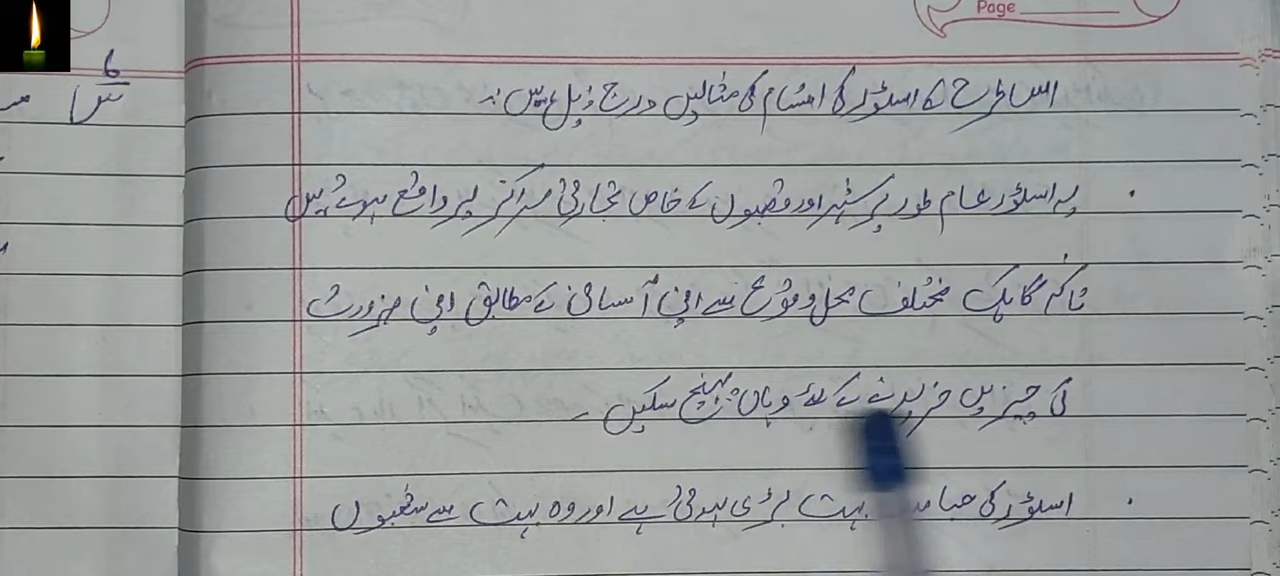 Page
اس طرح کے اسٹور کی اقسام کی مثالیں درج ذیل ہیں :
• یہ اسٹور عام طور پر شہر اور قصبوں کے خاص تجارتی مراکز پر واقع ہوتے ہیں
تاکہ گاہک مختلف محل وقوع سے اپنی آسانی کے مطابق اپنی ضرورت
کی چیزیں خریدنے کے لئے وہاں پہنچ سکیں ۔
• اسٹور کی بہت بڑی ہوتی ہے اور وہ بہت سے شعبوں